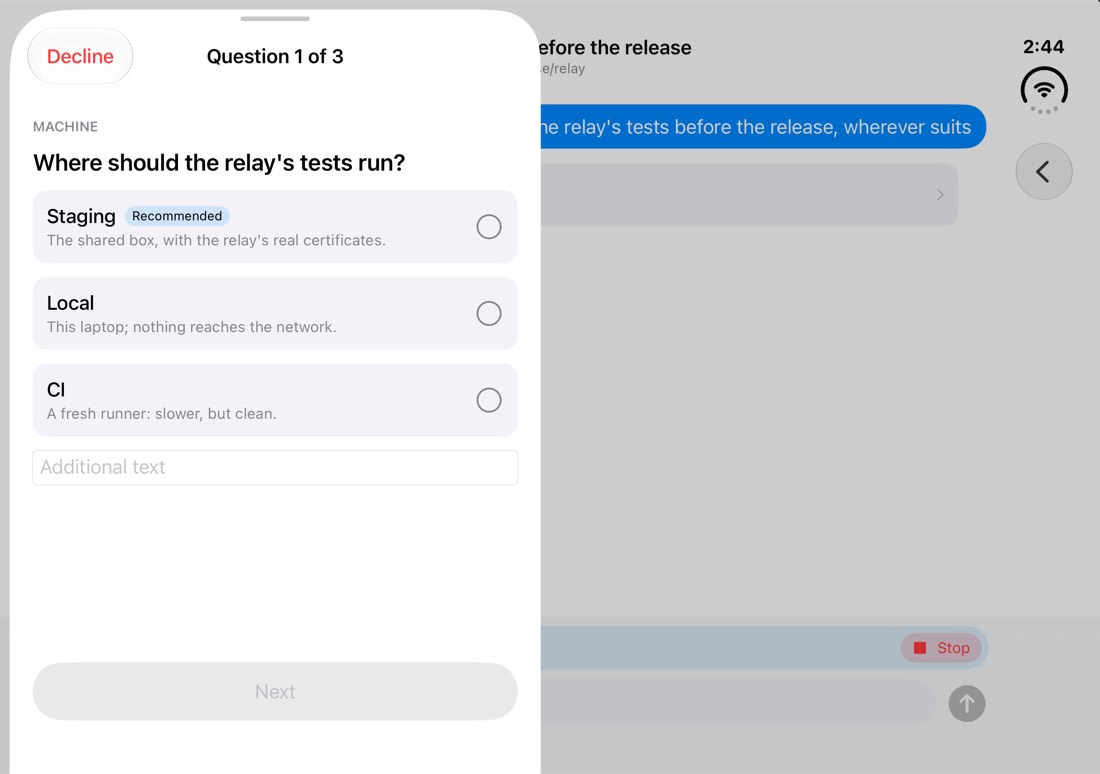 Decline
Question 1 of 3
MACHINE
Where should the relay's tests run?
Staging Recommended
The shared box, with the relay's real certificates.
Local
This laptop; nothing reaches the network.
CI
A fresh runner: slower, but clean.
Additional text
Next
efore the release
e/relay
relay's tests before the release, wherever suits
Stop
2:44